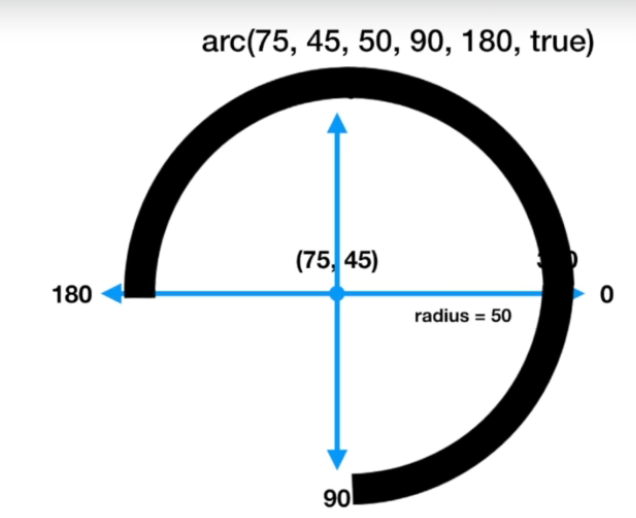 arc(75, 45, 50, 90, 180, true)
(75, 45)
180
0
radius = 50
90